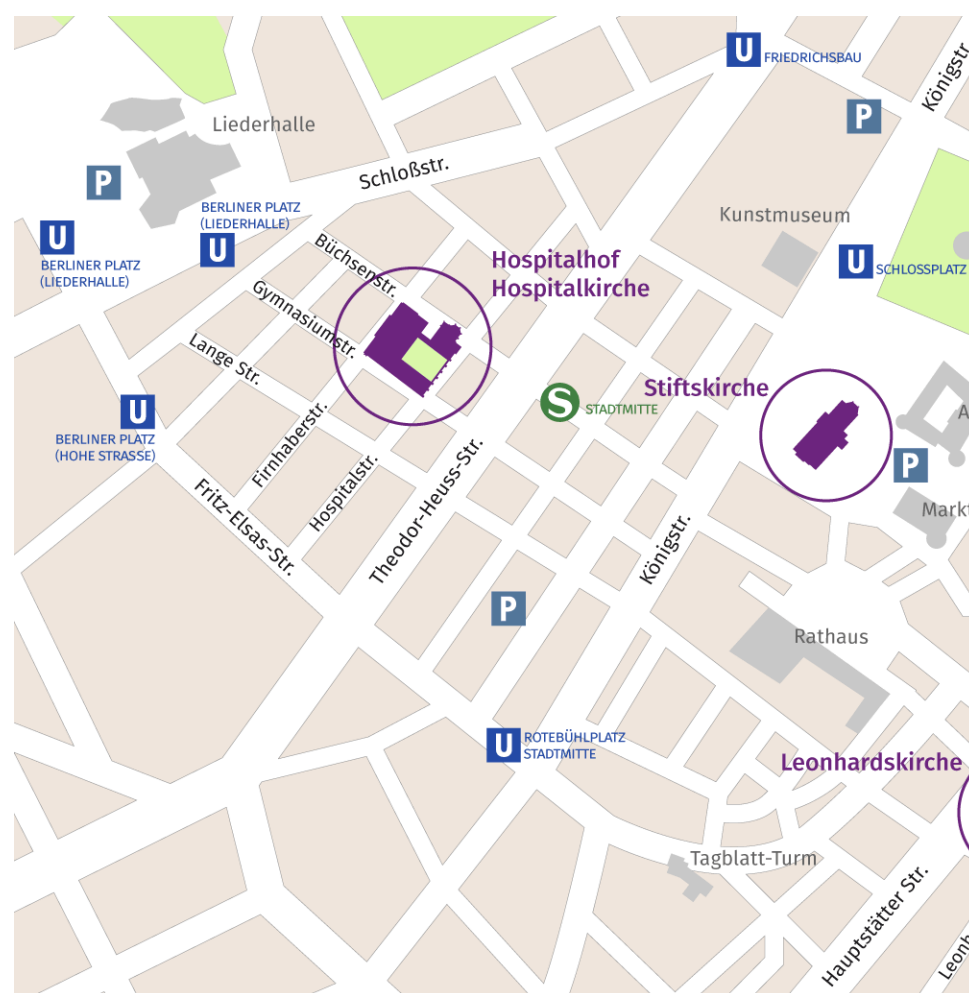 U FRIEDRICHSBAU
Königstr.
P
Liederhalle
Schloßstr.
P
BERLINER PLATZ
(LIEDERHALLE)
U
Kunstmuseum
U
BERLINER PLATZ
(LIEDERHALLE)
Büchsenstr.
Hospitalhof
Hospitalkirche
U SCHLOSSPLATZ
Gymnasiumstr.
Lange Str.
Stiftskirche
S STADTMITTE
U
BERLINER PLATZ
(HOHE STRASSE)
A
Firnhaberstr.
Hospitalstr.
Theodor-Heuss-Str.
P
Fritz-Elsas-Str.
Markt
Königstr.
P
Rathaus
U ROTEBÜHLPLATZ
STADTMITTE
Leonhardskirche
Tagblatt-Turm
Hauptstätter Str.
Leonh